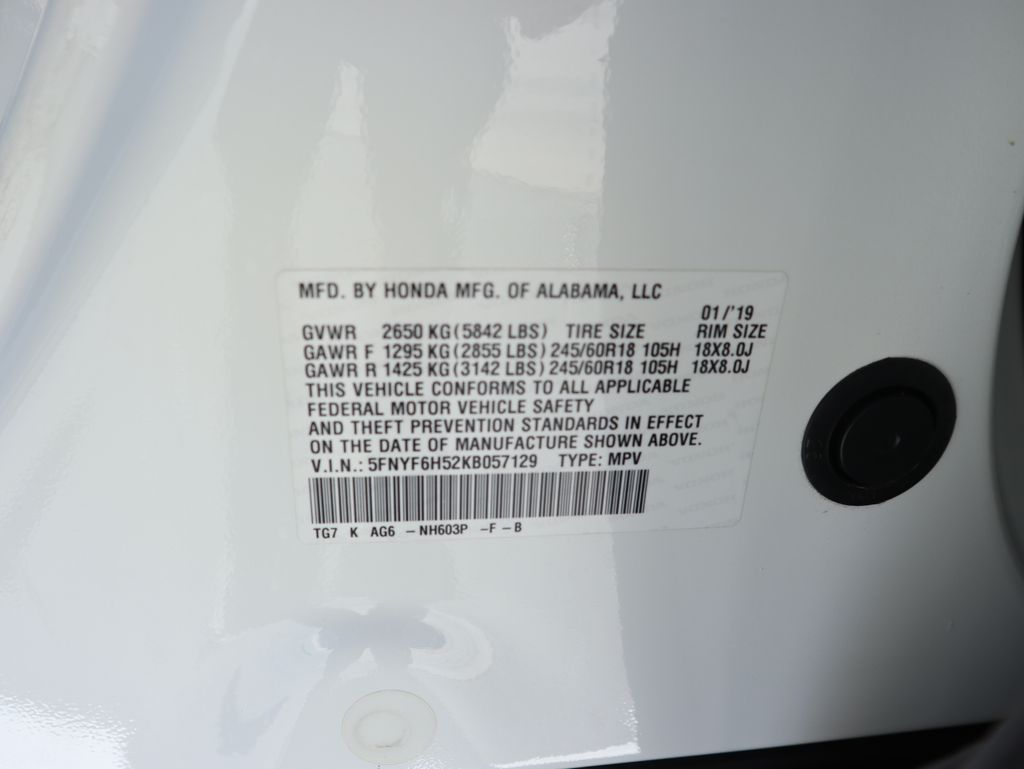 MFD. BY HONDA MFG. OF ALABAMA, LLC
01/'19
GVWR 2650 KG (5842 LBS) TIRE SIZE RIM SIZE
GAWR F 1295 KG (2855 LBS) 245/60R18 105H 18X8.0J
GAWR R 1425 KG (3142 LBS) 245/60R18 105H 18X8.0J
THIS VEHICLE CONFORMS TO ALL APPLICABLE
FEDERAL MOTOR VEHICLE SAFETY
AND THEFT PREVENTION STANDARDS IN EFFECT
ON THE DATE OF MANUFACTURE SHOWN ABOVE.
V.I.N.: 5FNYF6H52KB057129 TYPE: MPV
TG7 K AG6 -NH603P -F-B